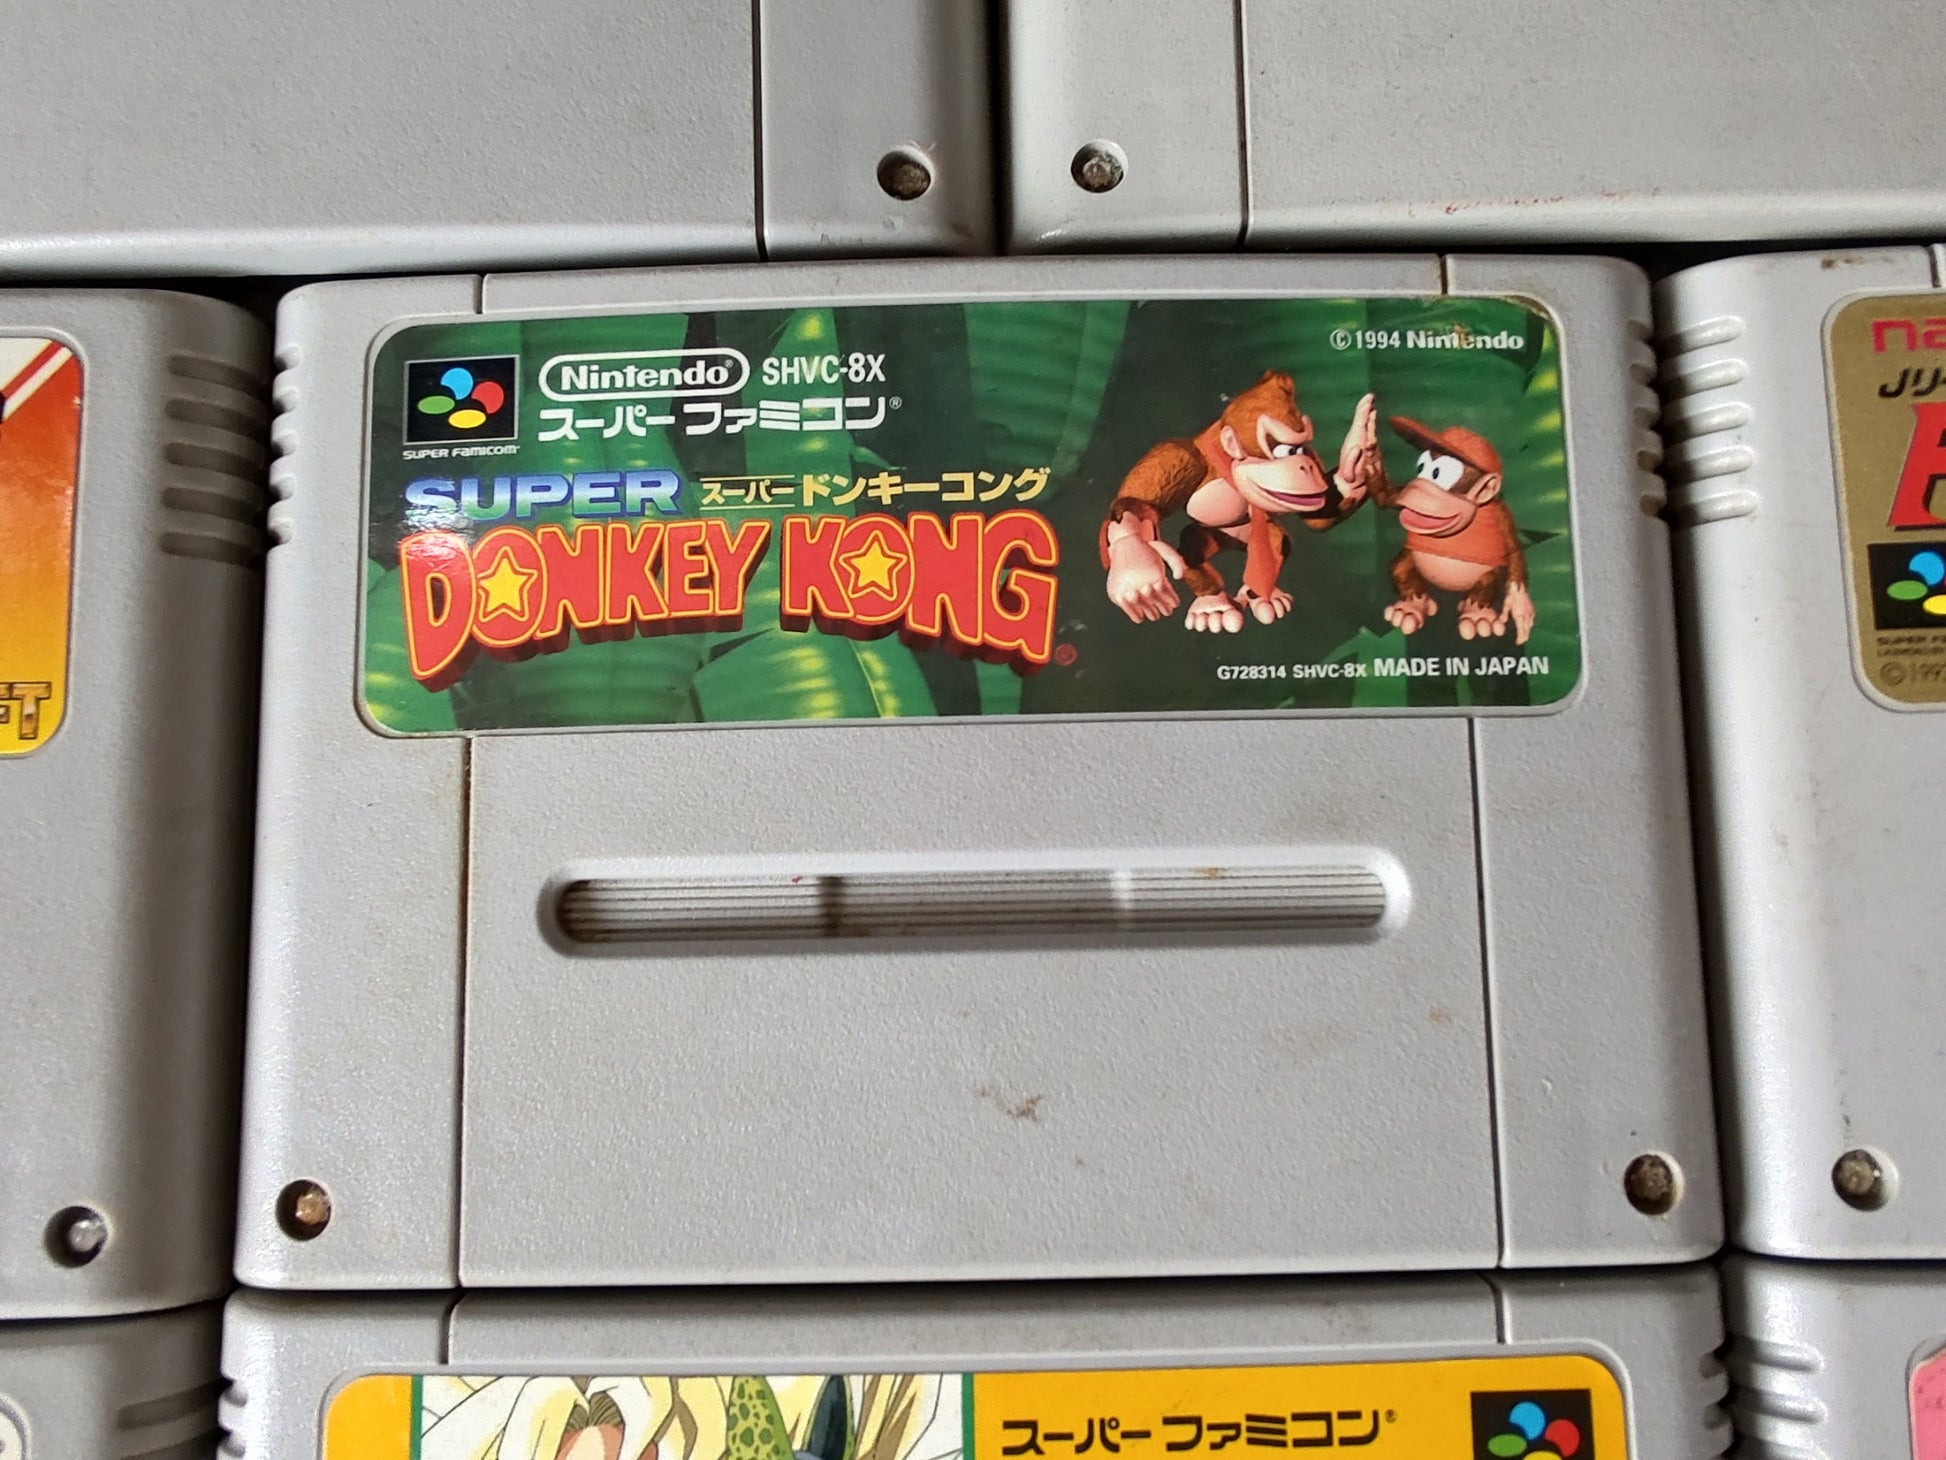 Nintendo® SHVC-8X
スーパーファミコン®
SUPER FAMICOM
©1994 Nintendo
SUPER スーパードンキーコング
DONKEY KONG®
G728314 SHVC-8X MADE IN JAPAN
スーパーファミコン®